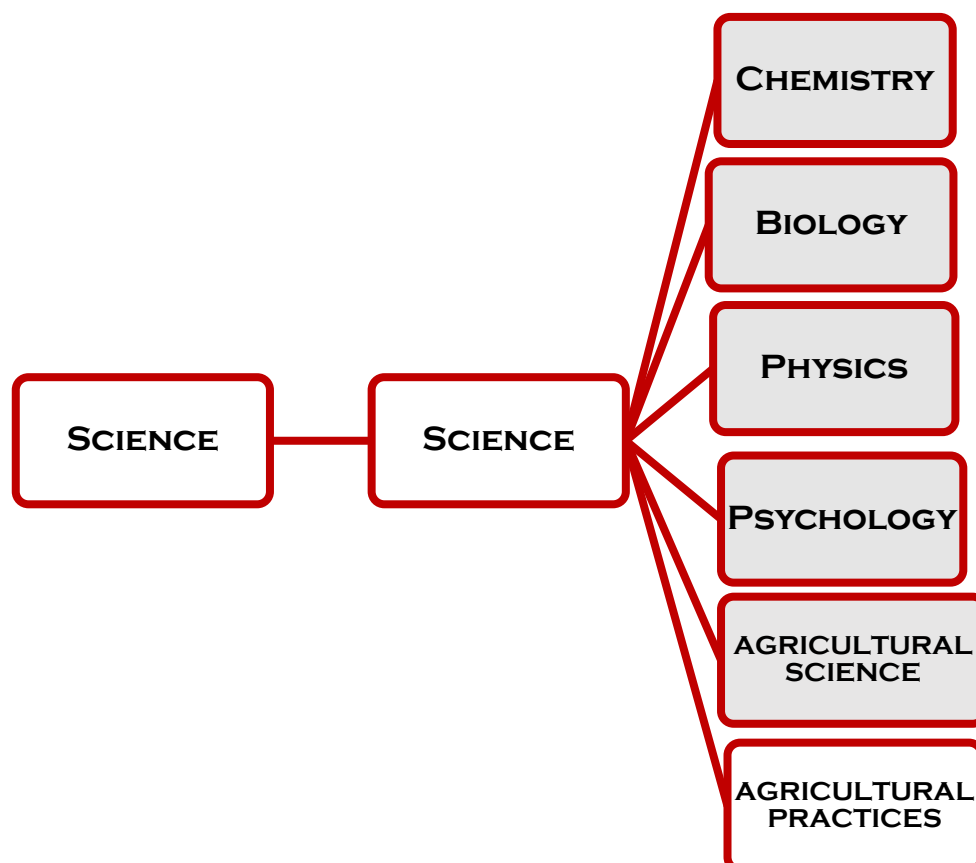 Chemistry
Biology
Physics
Science
Science
Psychology
AGRICULTURAL
SCIENCE
AGRICULTURAL
PRACTICES